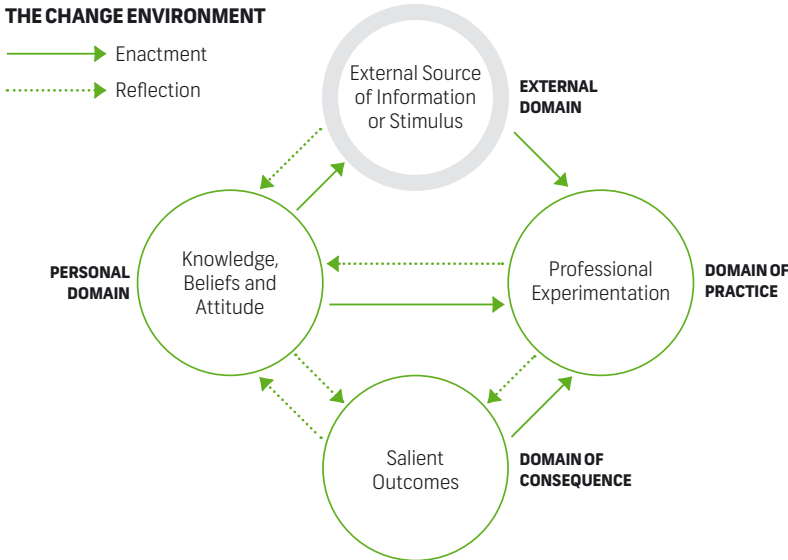 THE CHANGE ENVIRONMENT
Enactment
Reflection
External Source
of Information
or Stimulus
EXTERNAL
DOMAIN
PERSONAL
DOMAIN
Knowledge,
Beliefs and
Attitude
Professional
Experimentation
DOMAIN OF
PRACTICE
Salient
Outcomes
DOMAIN OF
CONSEQUENCE